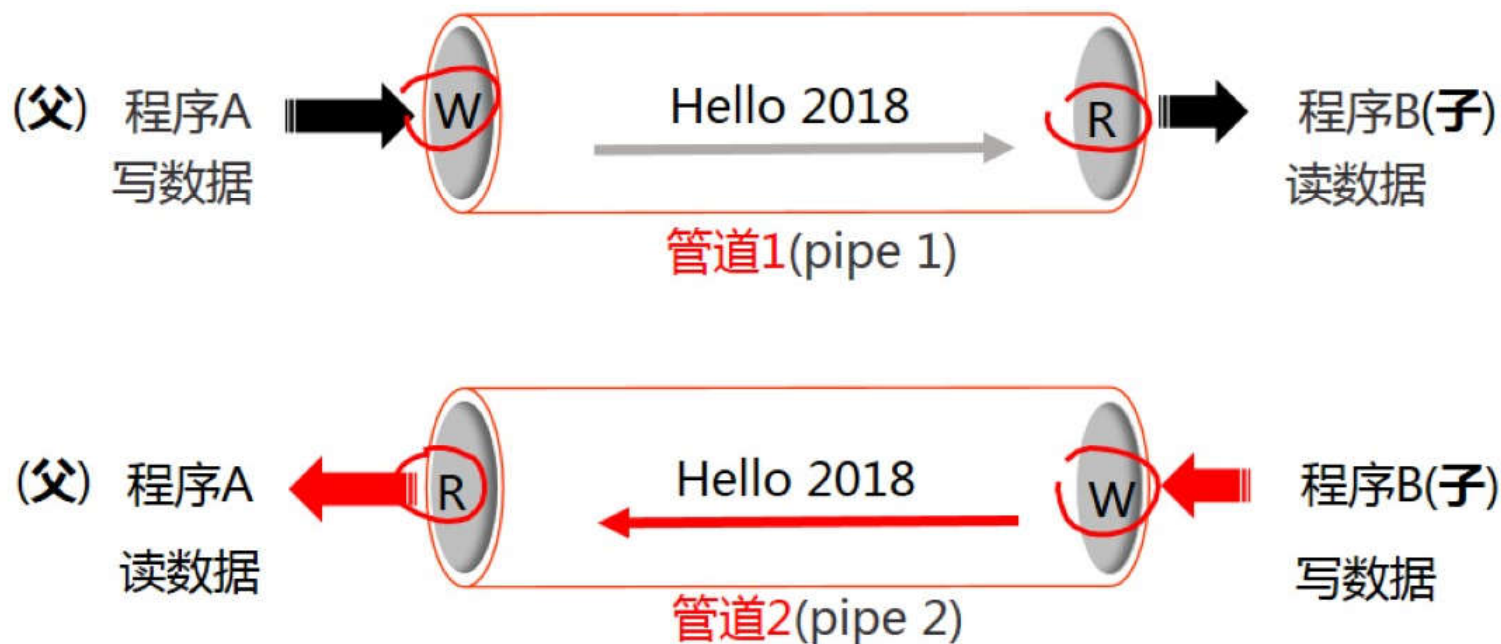 (父) 程序A W Hello 2018 R 程序B(子)
写数据 读数据
管道1(pipe 1)
(父) 程序A R Hello 2018 W 程序B(子)
读数据 写数据
管道2(pipe 2)